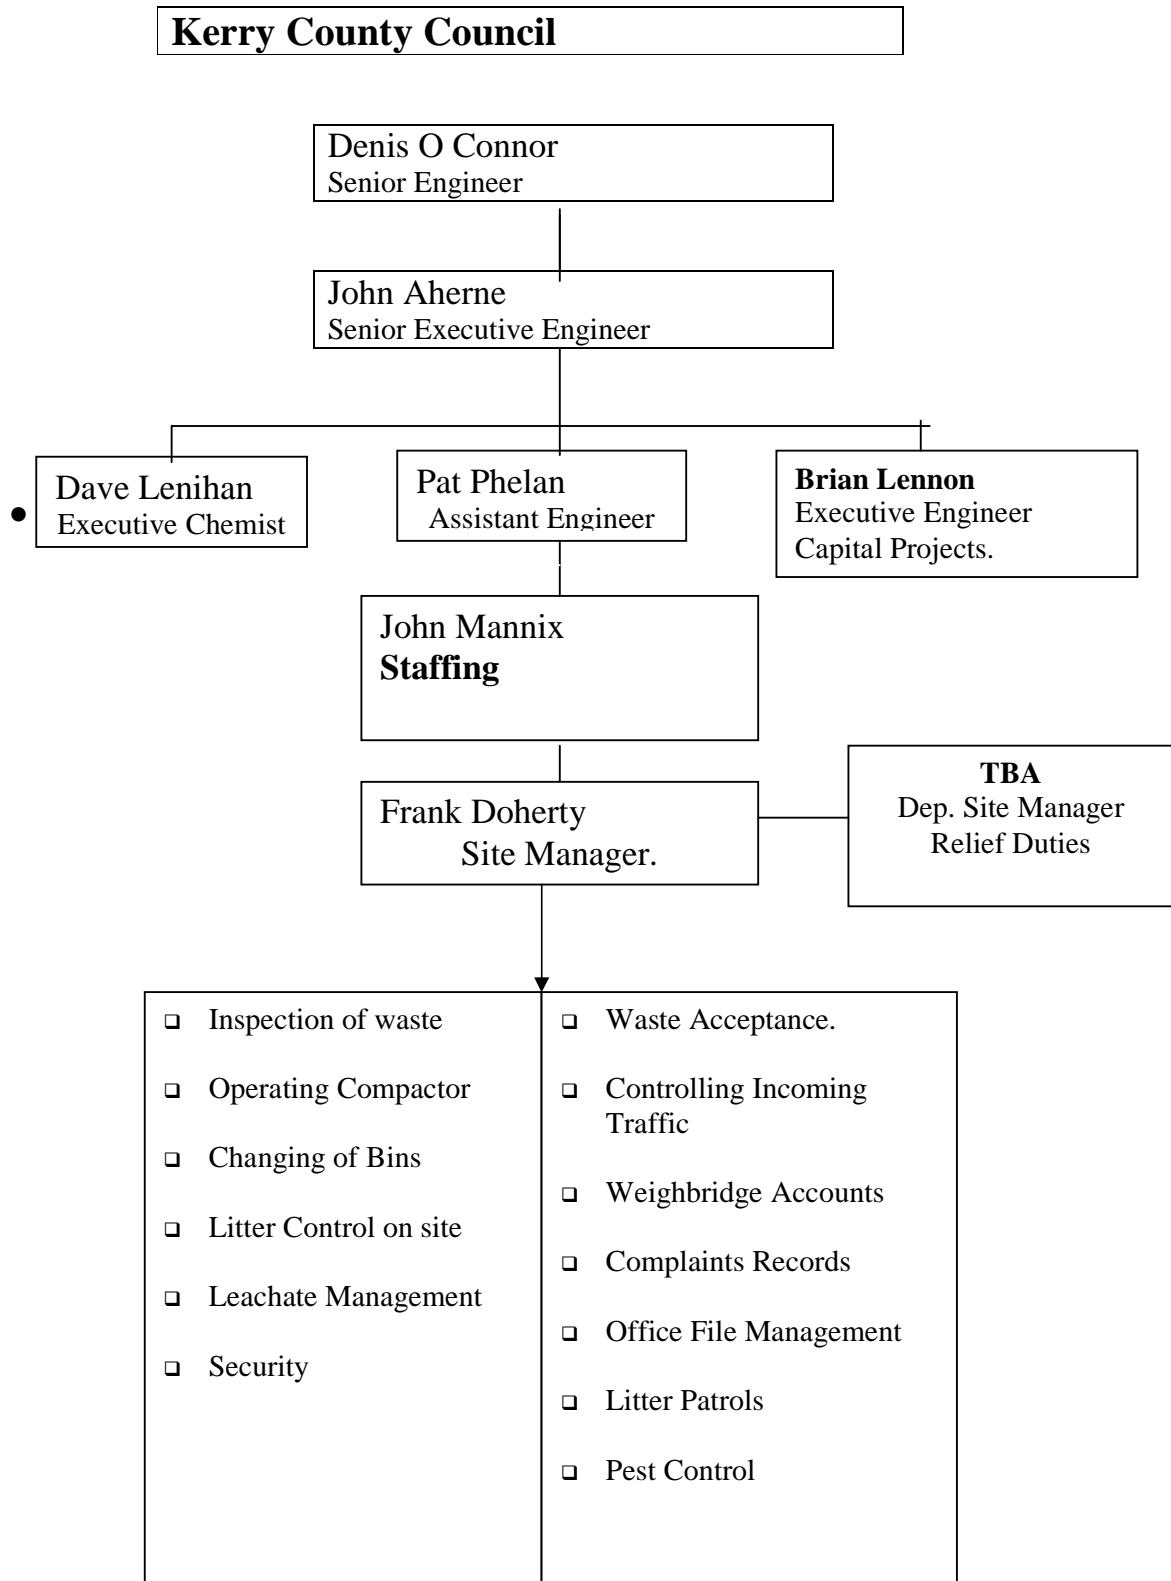 Kerry County Council
Denis O Connor
Senior Engineer
John Aherne
Senior Executive Engineer
Dave Lenihan
Executive Chemist
Pat Phelan
Assistant Engineer
Brian Lennon
Executive Engineer
Capital Projects.
John Mannix
Staffing
Frank Doherty
Site Manager.
TBA
Dep. Site Manager
Relief Duties
Inspection of waste
Operating Compactor
Changing of Bins
Litter Control on site
Leachate Management
Security
Waste Acceptance.
Controlling Incoming
Traffic
Weighbridge Accounts
Complaints Records
Office File Management
Litter Patrols
Pest Control